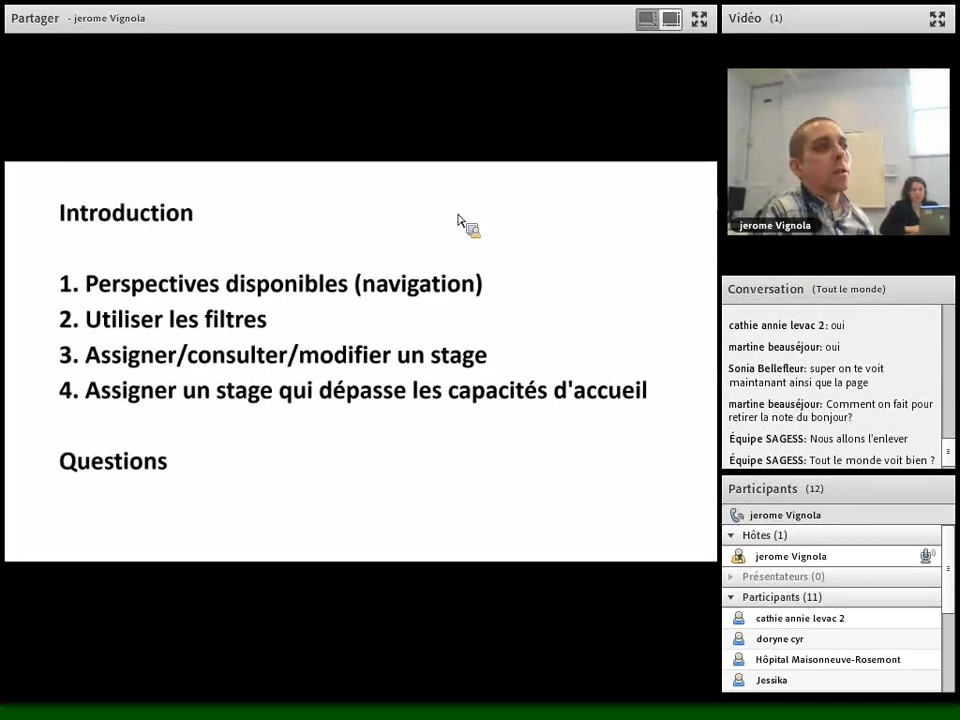 Partager - jerome Vignola
Introduction
1. Perspectives disponibles (navigation)
2. Utiliser les filtres
3. Assigner/consulter/modifier un stage
4. Assigner un stage qui dépasse les capacités d'accueil
Questions
Vidéo (1)
jerome Vignola
Conversation (Tout le monde)
cathie annie levac 2: oui
martine beauséjour: oui
Sonia Bellefleur: super on te voit
maintanant ainsi que la page
martine beauséjour: Comment on fait pour
retirer la note du bonjour?
Équipe SAGESS: Nous allons l'enlever
Équipe SAGESS: Tout le monde voit bien ?
Participants (12)
jerome Vignola
Hôtes (1)
jerome Vignola
Présentateurs (0)
Participants (11)
cathie annie levac 2
doryne cyr
Hôpital Maisonneuve-Rosemont
Jessika